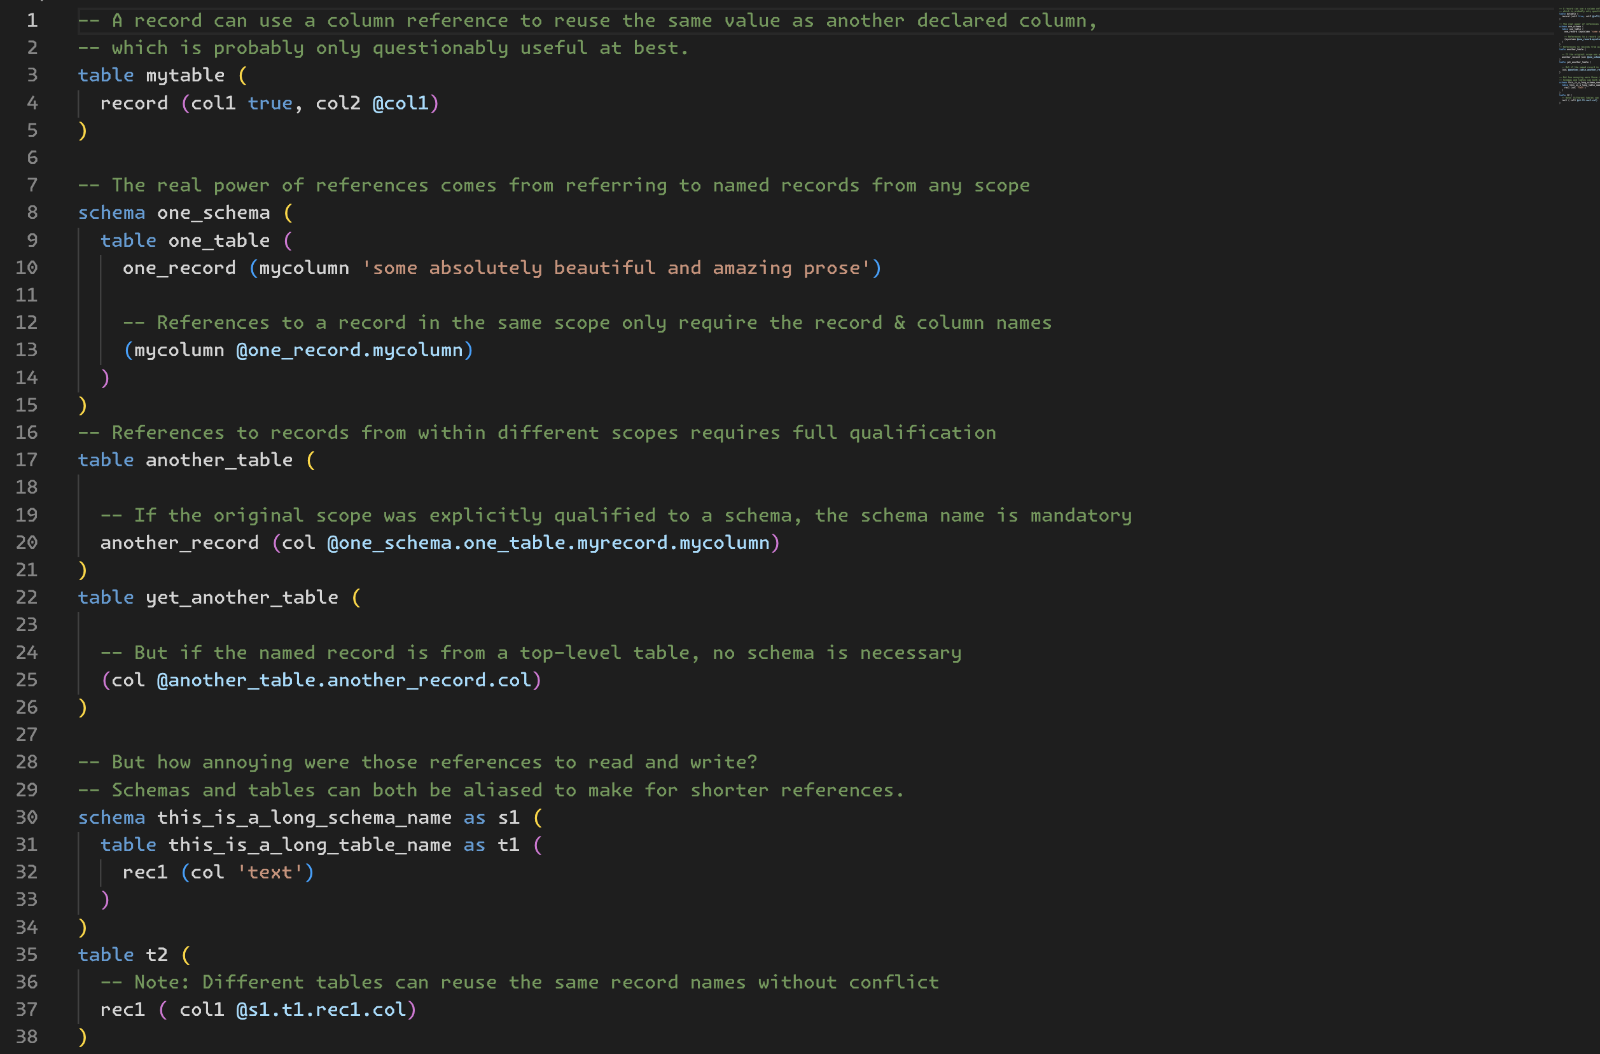 1 -- A record can use a column reference to reuse the same value as another declared column,
2 -- which is probably only questionably useful at best.
3 table mytable (
4 record (col1 true, col2 @col1)
5 )
6
7 -- The real power of references comes from referring to named records from any scope
8 schema one_schema (
9 table one_table (
10 one_record (mycolumn 'some absolutely beautiful and amazing prose')
11
12 -- References to a record in the same scope only require the record & column names
13 (mycolumn @one_record.mycolumn)
14 )
15 )
16 -- References to records from within different scopes requires full qualification
17 table another_table (
18
19 -- If the original scope was explicitly qualified to a schema, the schema name is mandatory
20 another_record (col @one_schema.one_table.myrecord.mycolumn)
21 )
22 table yet_another_table (
23
24 -- But if the named record is from a top-level table, no schema is necessary
25 (col @another_table.another_record.col)
26 )
27
28 -- But how annoying were those references to read and write?
29 -- Schemas and tables can both be aliased to make for shorter references.
30 schema this_is_a_long_schema_name as s1 (
31 table this_is_a_long_table_name as t1 (
32 rec1 (col 'text')
33 )
34 )
35 table t2 (
36 -- Note: Different tables can reuse the same record names without conflict
37 rec1 ( col1 @s1.t1.rec1.col)
38 )